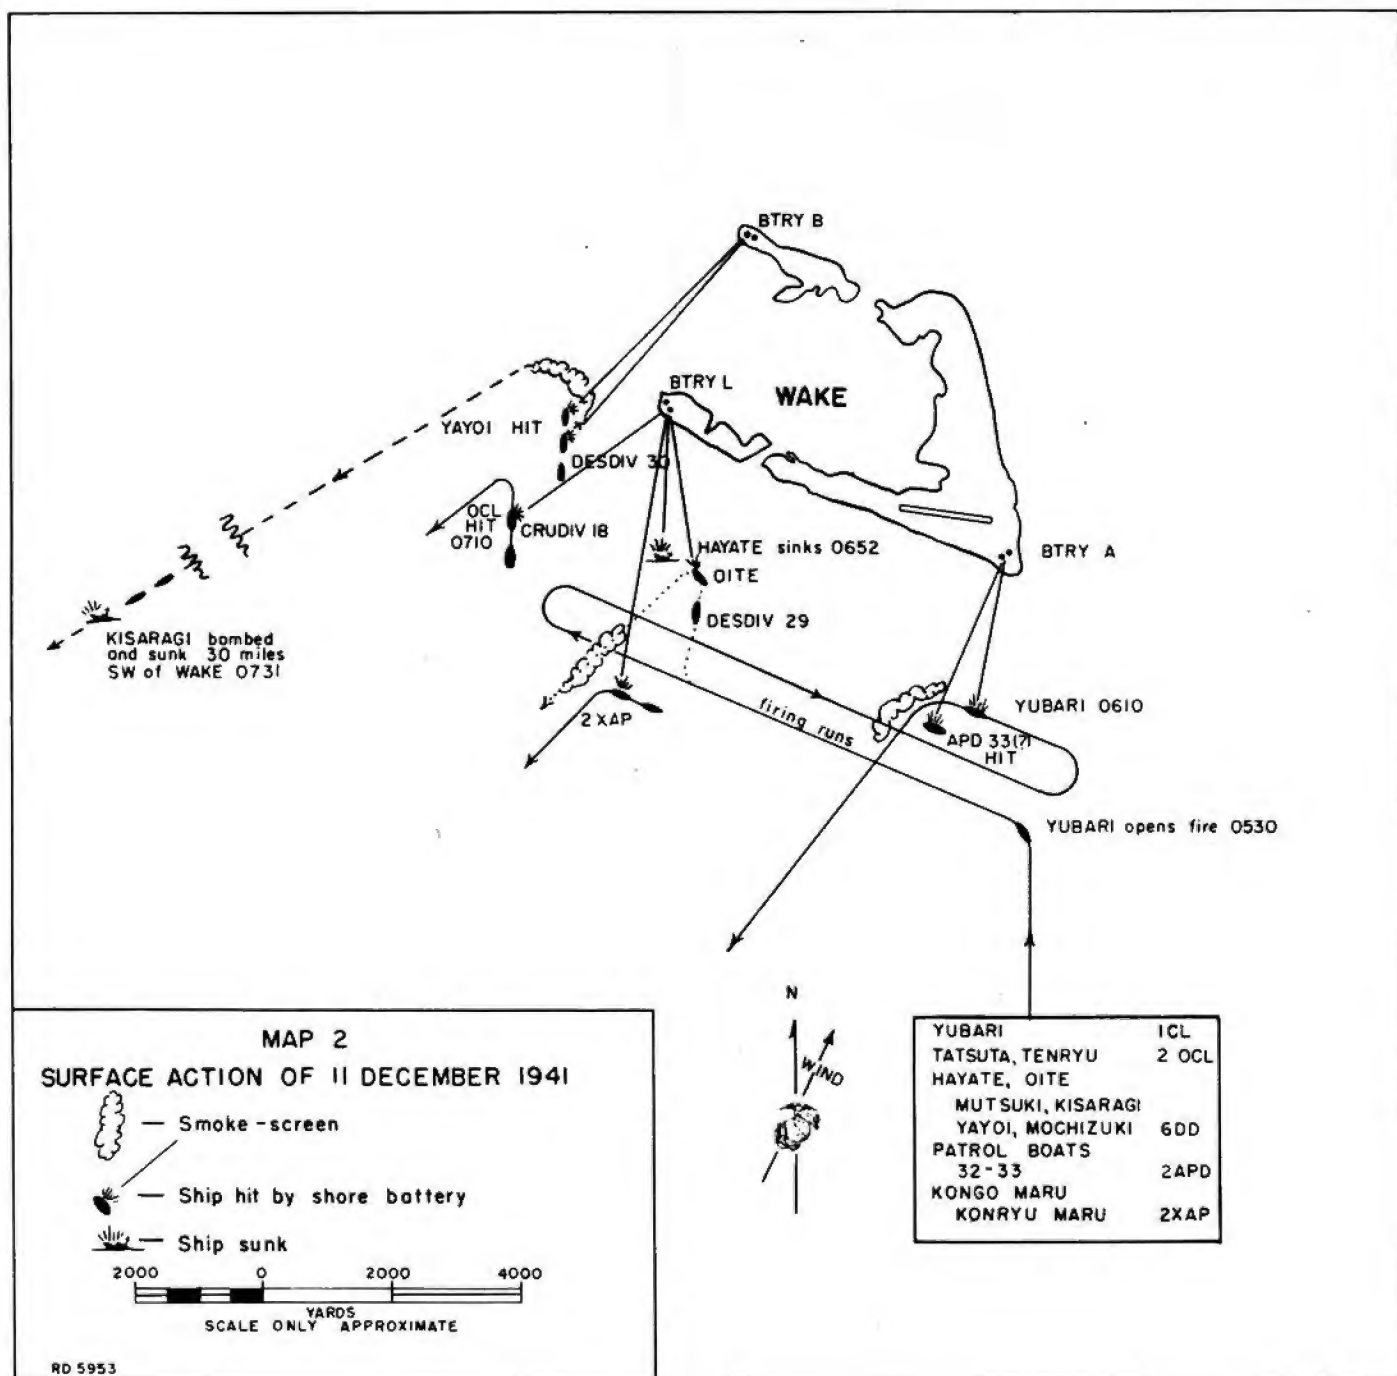 BTRY B
BTRY L
WAKE
YAYOI HIT
DESDIV 30
OCL
HIT
0710
CRUDIV 18
HAYATE sinks 0652
OITE
BTRY A
DESDIV 29
KISARAGI bombed
and sunk 30 miles
SW of WAKE 0731
2 XAP
firing runs
YUBARI 0610
APD 33(?)
HIT
YUBARI opens fire 0530
N
WIND
YUBARI 1CL
TATSUTA, TENRYU 2 OCL
HAYATE, OITE
MUTSUKI, KISARAGI
YAYOI, MOCHIZUKI 6DD
PATROL BOATS
32-33 2APD
KONGO MARU
KONRYU MARU 2XAP
MAP 2
SURFACE ACTION OF 11 DECEMBER 1941
— Smoke-screen
— Ship hit by shore battery
— Ship sunk
2000 0 2000 4000
YARDS
SCALE ONLY APPROXIMATE
RD 5953